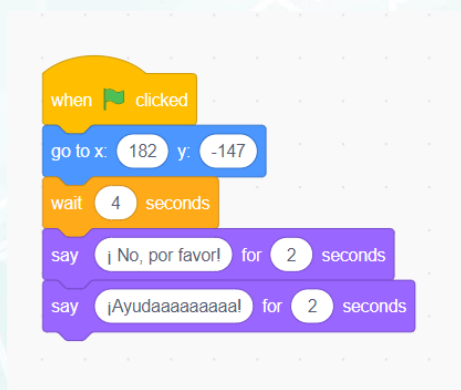 when clicked
go to x: 182 y: -147
wait 4 seconds
say ¡ No, por favor! for 2 seconds
say ¡Ayudaaaaaaaaa! for 2 seconds